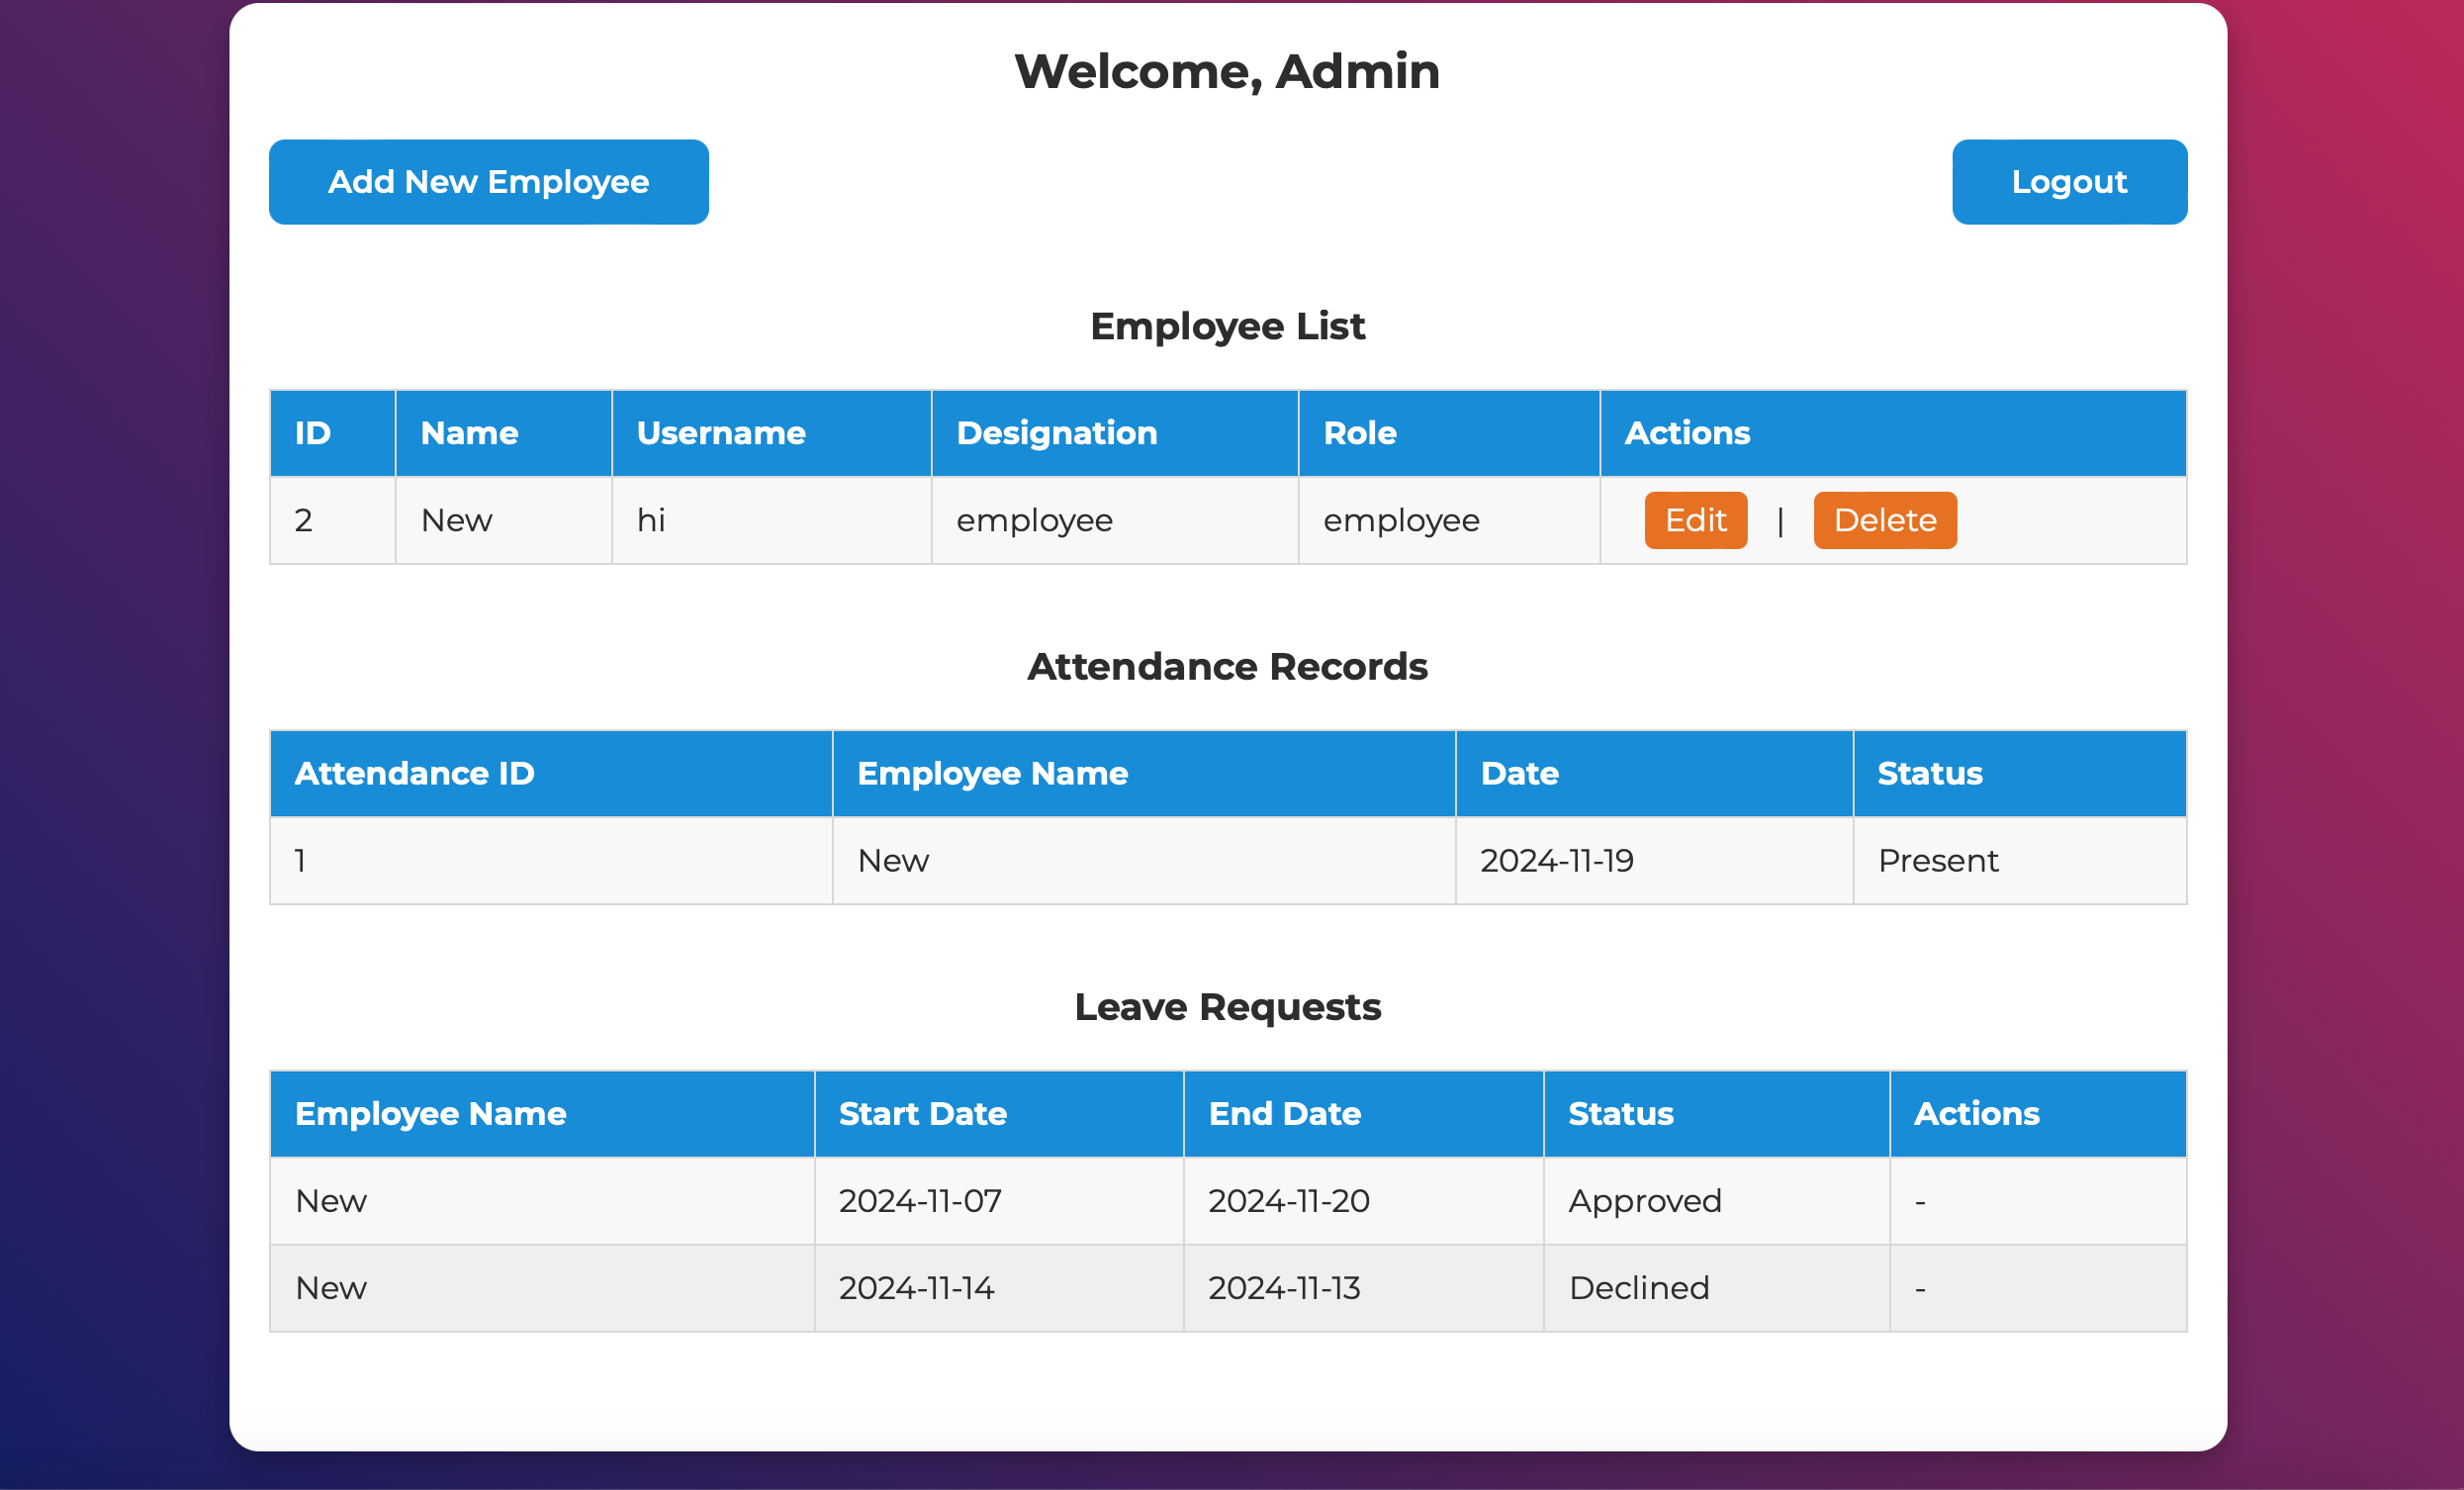 Welcome, Admin
Add New Employee Logout
Employee List
ID Name Username Designation Role Actions
2 New hi employee employee Edit | Delete
Attendance Records
Attendance ID Employee Name Date Status
1 New 2024-11-19 Present
Leave Requests
Employee Name Start Date End Date Status Actions
New 2024-11-07 2024-11-20 Approved -
New 2024-11-14 2024-11-13 Declined -